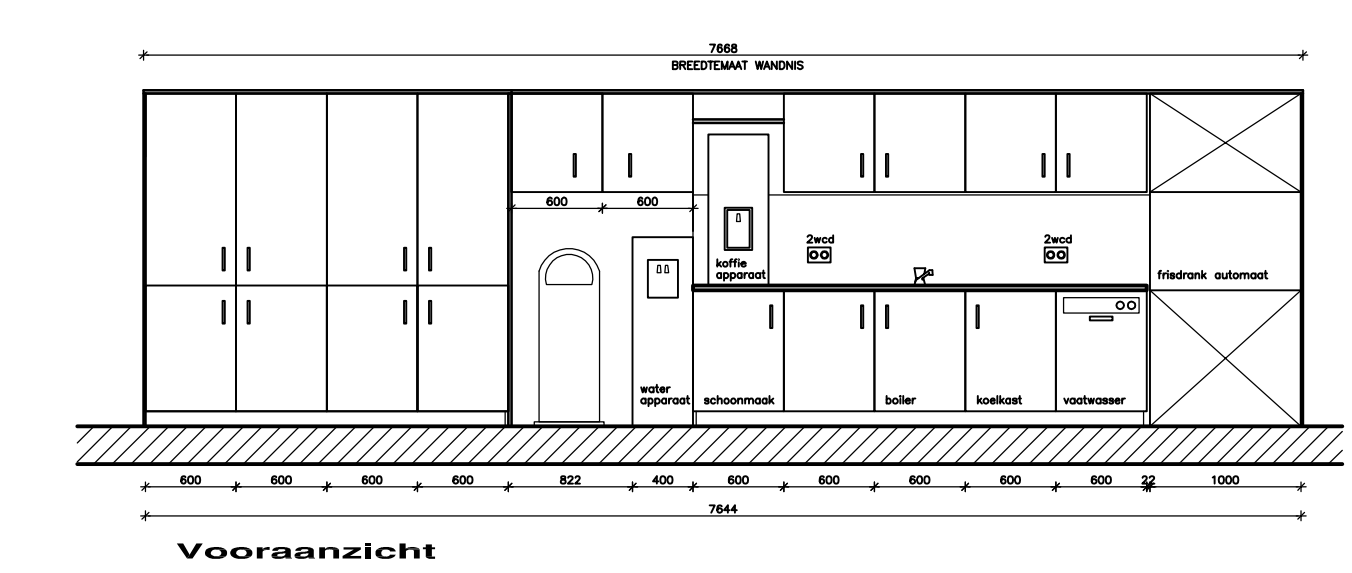 7668
BREEDTEMAAT WANDNIS
600 600
2wcd 2wcd
koffie
apparaat
frisdrank automaat
water
apparaat
schoonmaak boiler koelkast vaatwasser
600 600 600 600 822 400 600 600 600 600 600 22 1000
7644
Vooraanzicht